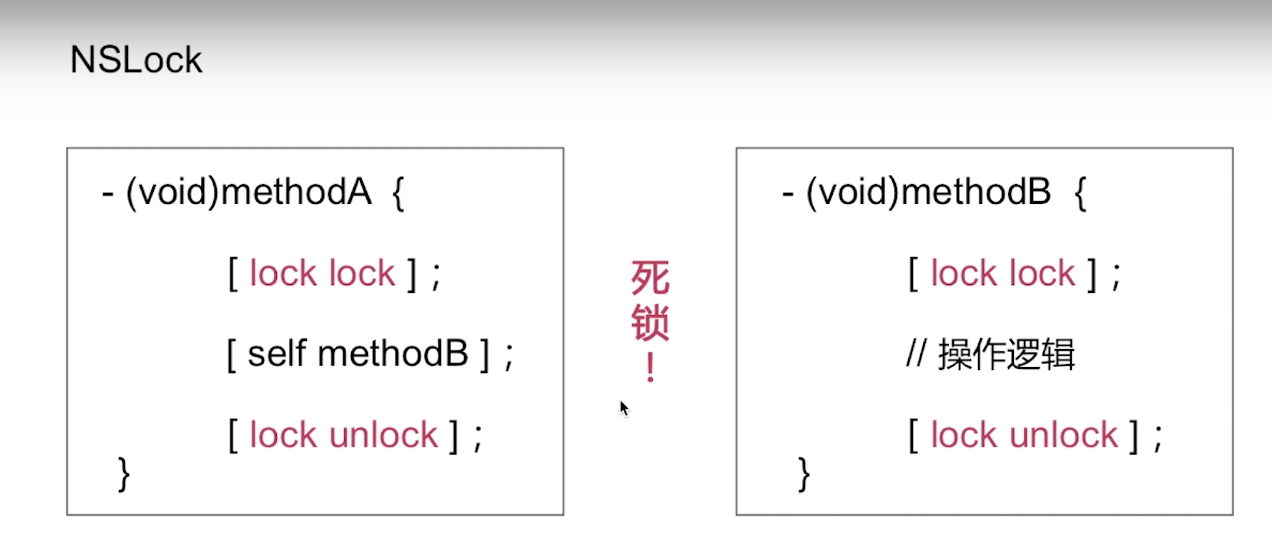 NSLock
- (void)methodA {
[ lock lock ] ;
[ self methodB ] ;
[ lock unlock ] ;
}
死锁！
- (void)methodB {
[ lock lock ] ;
// 操作逻辑
[ lock unlock ] ;
}